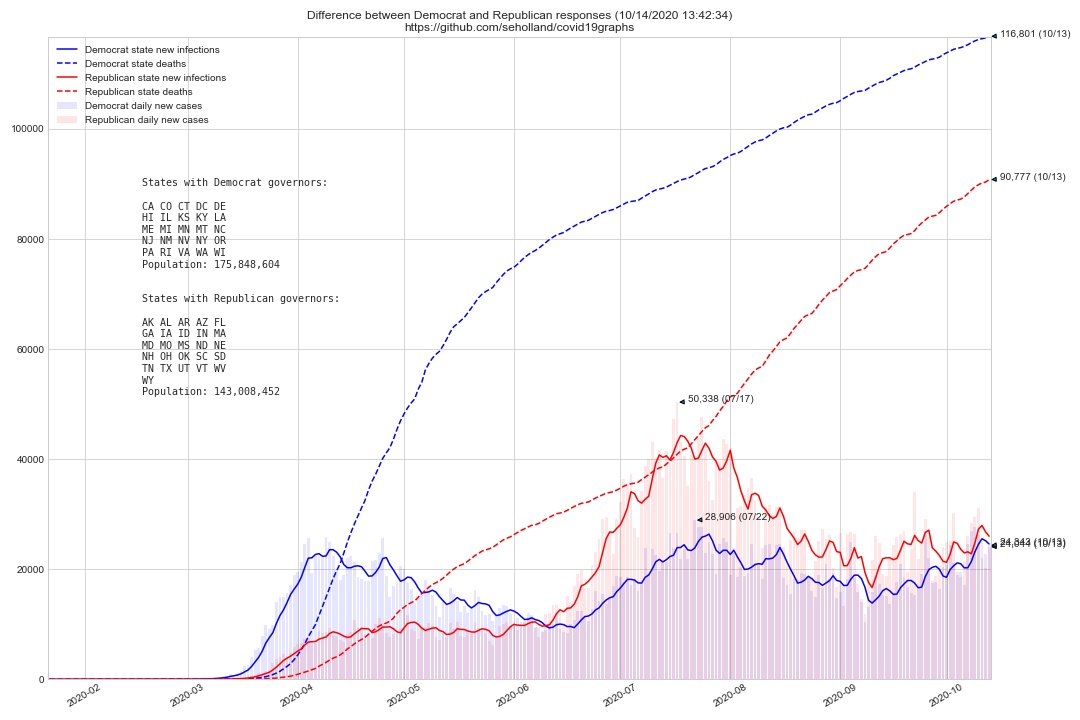 Difference between Democrat and Republican responses (10/14/2020 13:42:34)
https://github.com/seholland/covid19graphs
116,801 (10/13)
Democrat state new infections
Democrat state deaths
Republican state new infections
Republican state deaths
Democrat daily new cases
Republican daily new cases
100000
90,777 (10/13)
States with Democrat governors:
CA CO CT DC DE
HI IL KS KY LA
ME MI MN MT NC
NJ NM NV NY OR
PA RI VA WA WI
Population: 175,848,604
80000
States with Republican governors:
AK AL AR AZ FL
GA IA ID IN MA
MD MO MS ND NE
NH OH OK SC SD
TN TX UT VT WV
WY
Population: 143,008,452
60000
50,338 (07/17)
40000
28,906 (07/22)
(10/13)
(10/13)
20000
0
2020-02
2020-03
2020-04
2020-05
2020-06
2020-07
2020-08
2020-09
2020-10